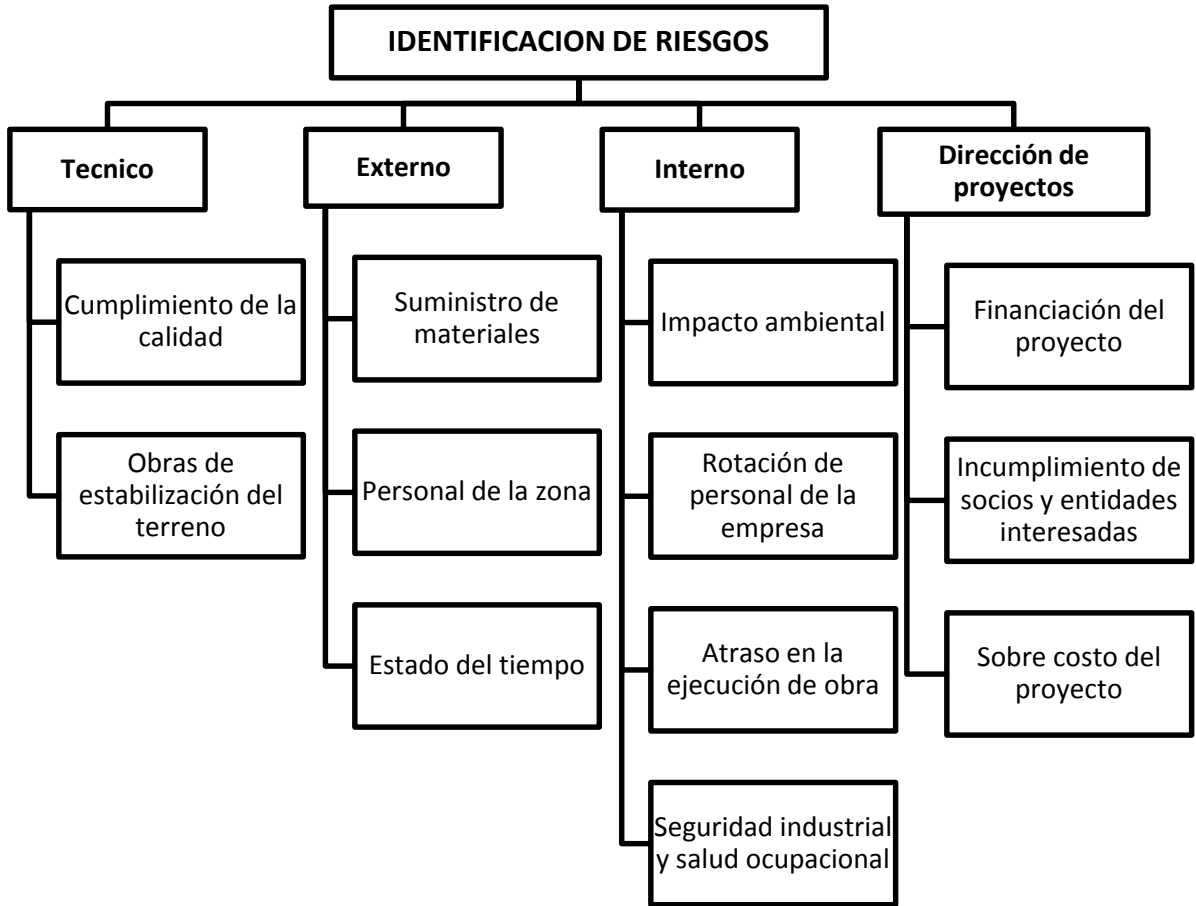 IDENTIFICACION DE RIESGOS
Tecnico
Cumplimiento de la
calidad
Obras de
estabilización del
terreno
Externo
Suministro de
materiales
Personal de la zona
Estado del tiempo
Interno
Impacto ambiental
Rotación de
personal de la
empresa
Atraso en la
ejecución de obra
Seguridad industrial
y salud ocupacional
Dirección de
proyectos
Financiación del
proyecto
Incumplimiento de
socios y entidades
interesadas
Sobre costo del
proyecto